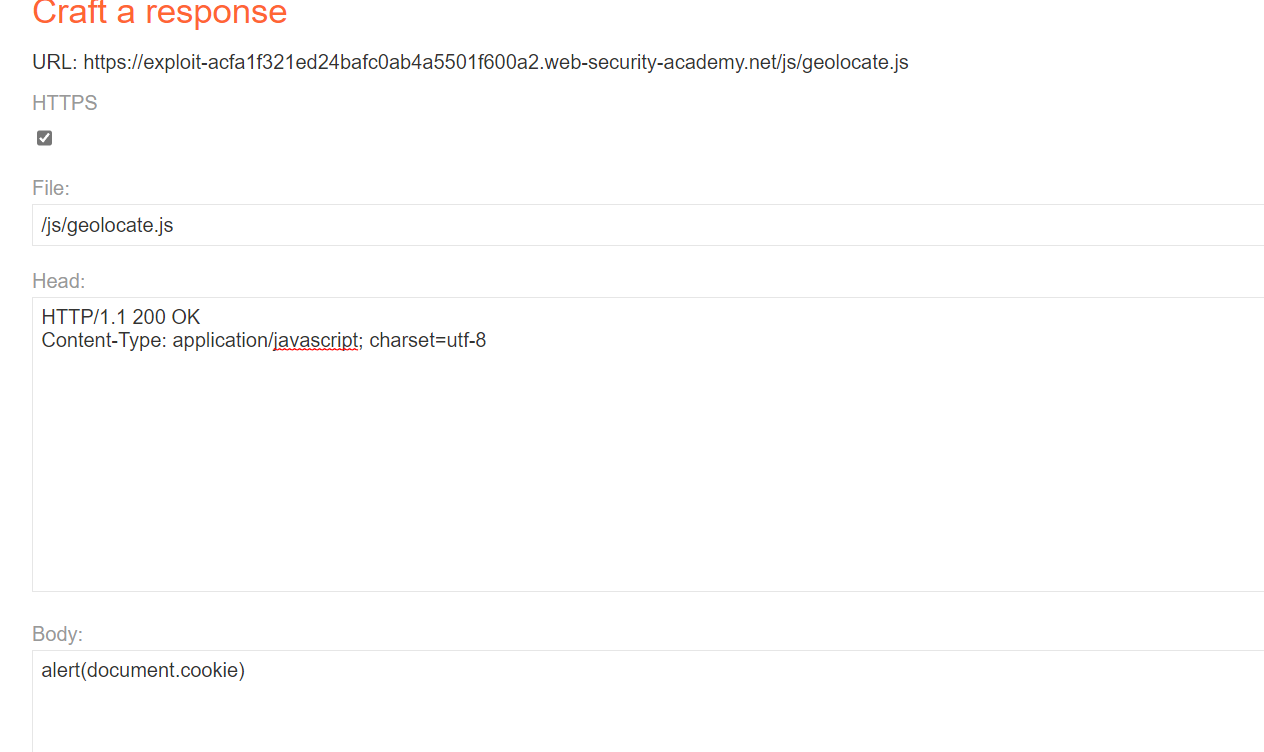 Craft a response
URL: https://exploit-acfa1f321ed24bafc0ab4a5501f600a2.web-security-academy.net/js/geolocate.js
HTTPS
File:
/js/geolocate.js
Head:
HTTP/1.1 200 OK
Content-Type: application/javascript; charset=utf-8
Body:
alert(document.cookie)